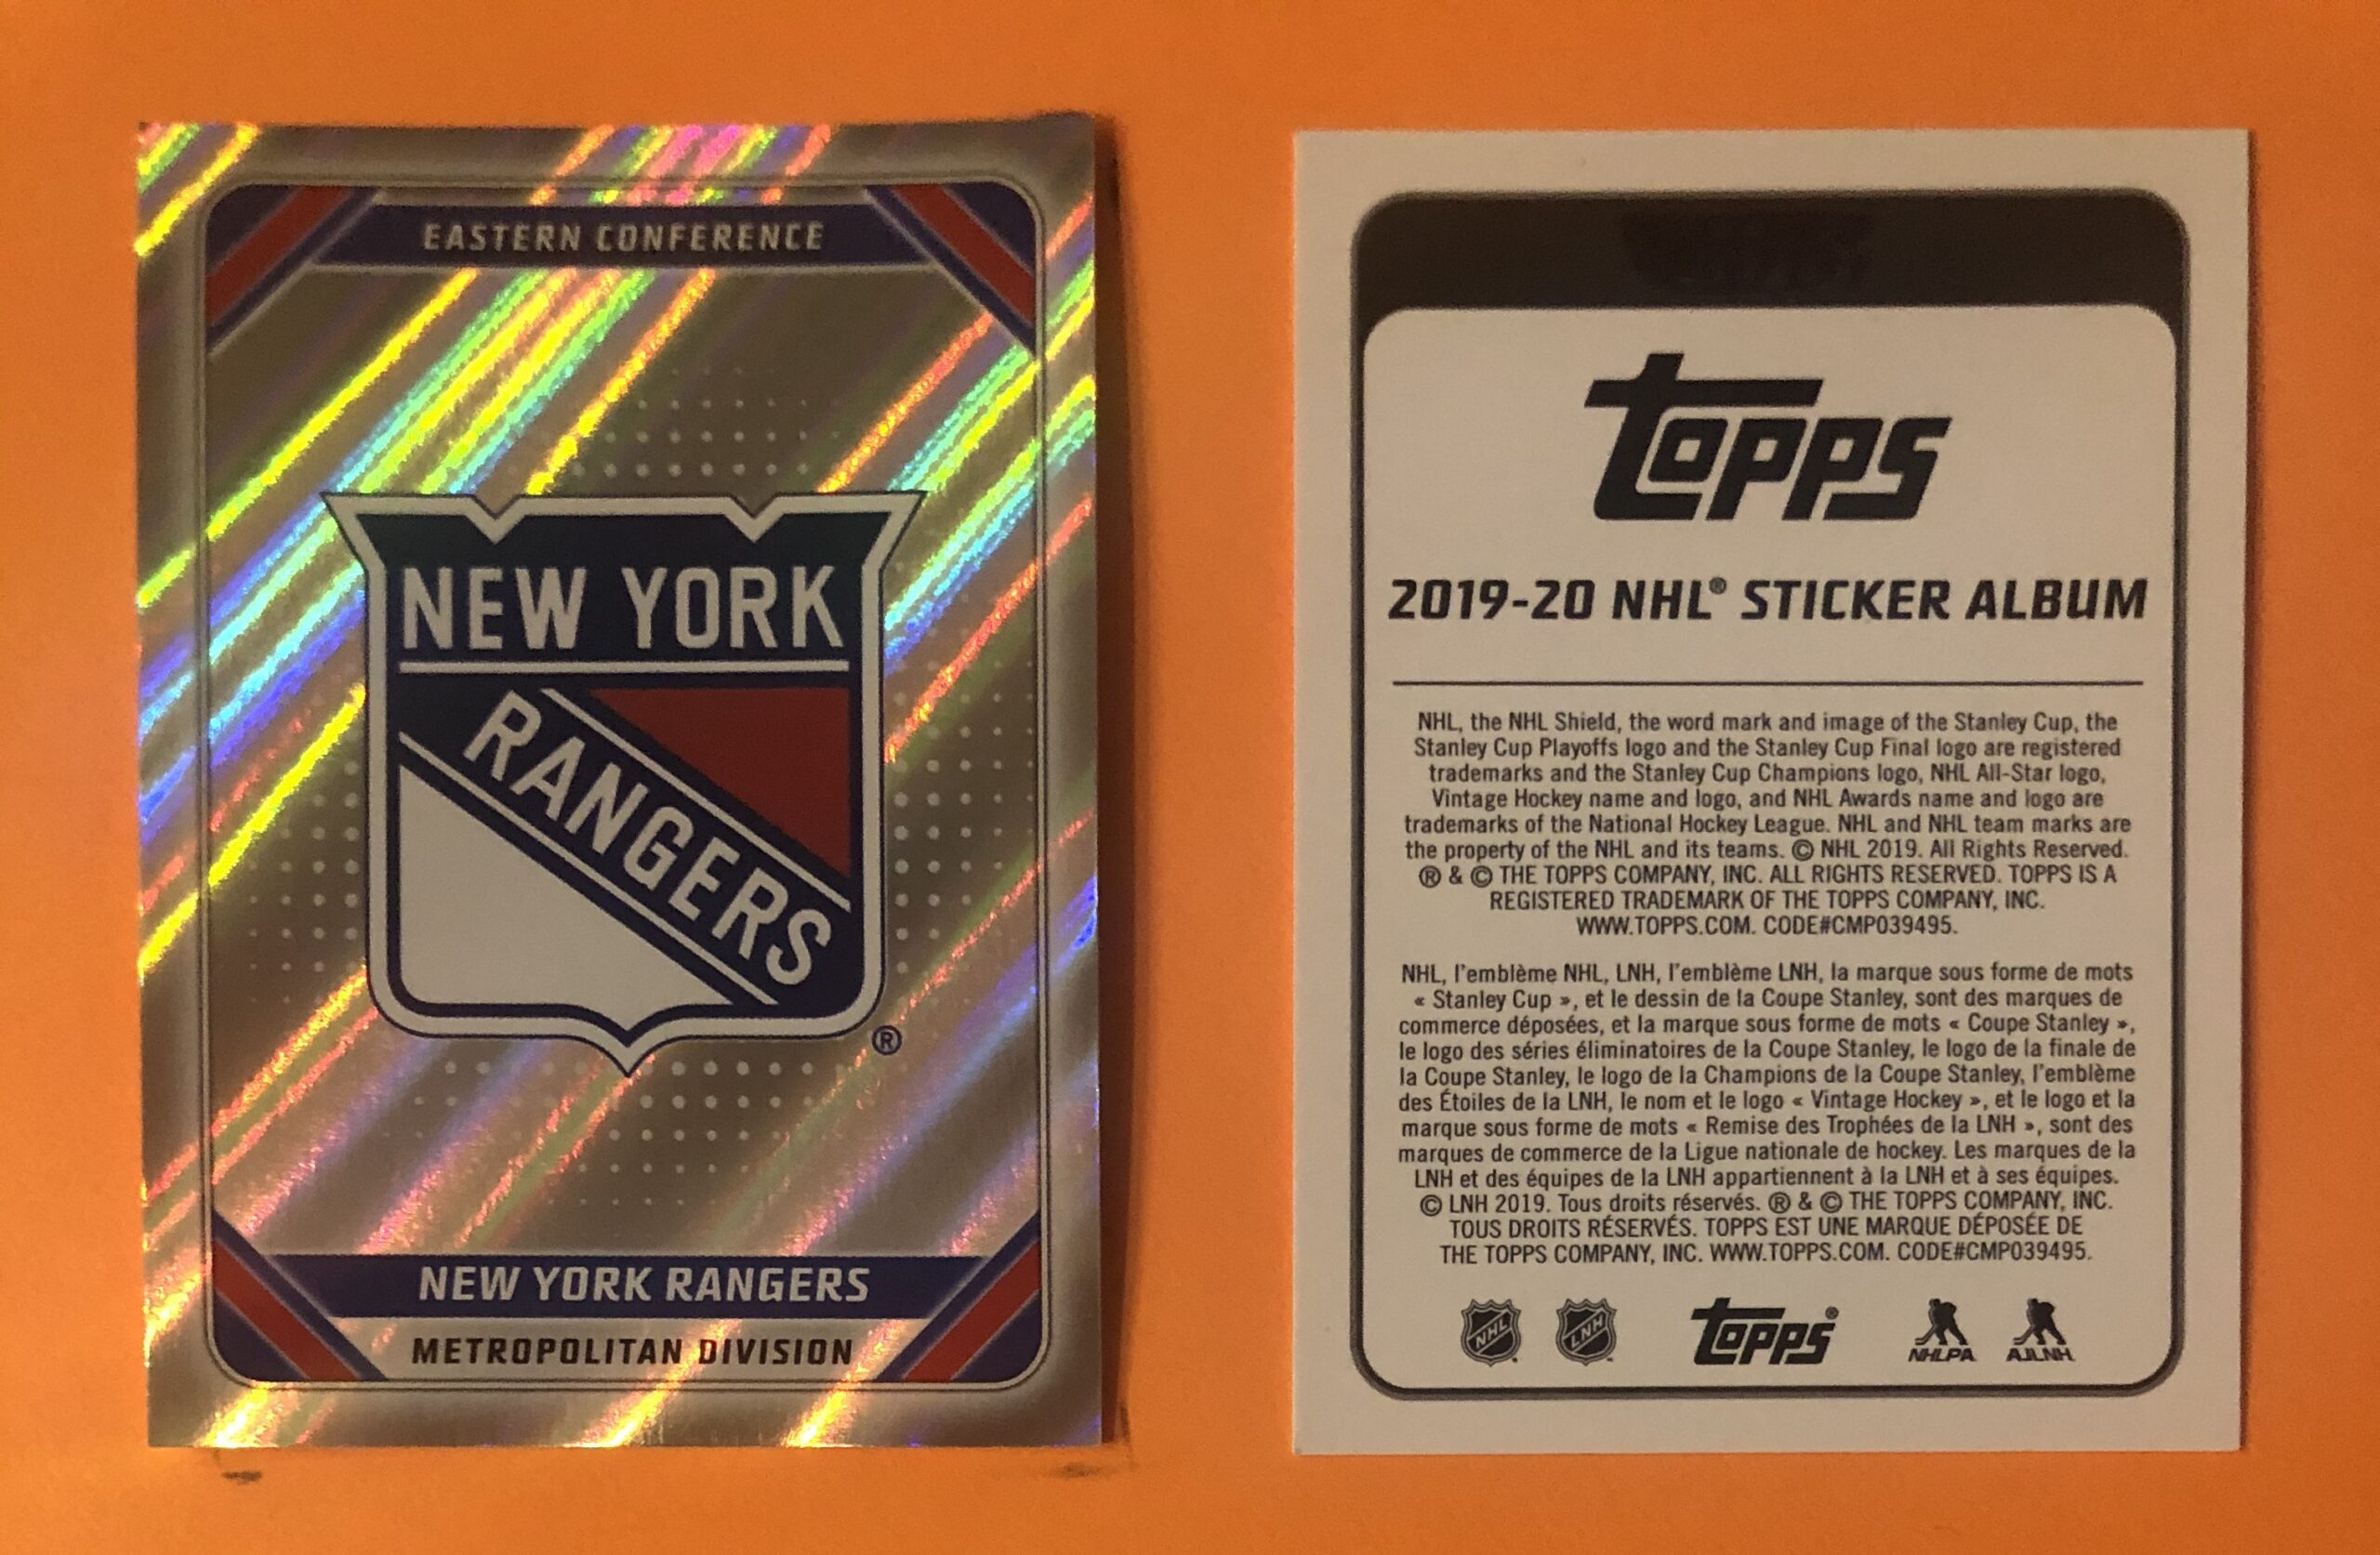 EASTERN CONFERENCE
NEW YORK
RANGERS
®
NEW YORK RANGERS
METROPOLITAN DIVISION
Topps
2019-20 NHL® STICKER ALBUM
NHL, the NHL Shield, the word mark and image of the Stanley Cup, the
Stanley Cup Playoffs logo and the Stanley Cup Final logo are registered
trademarks and the Stanley Cup Champions logo, NHL All-Star logo,
Vintage Hockey name and logo, and NHL Awards name and logo are
trademarks of the National Hockey League. NHL and NHL team marks are
the property of the NHL and its teams. © NHL 2019. All Rights Reserved.
® & © THE TOPPS COMPANY, INC. ALL RIGHTS RESERVED. TOPPS IS A
REGISTERED TRADEMARK OF THE TOPPS COMPANY, INC.
WWW.TOPPS.COM. CODE#CMP039495.
NHL, l'emblème NHL, LNH, l'emblème LNH, la marque sous forme de mots
« Stanley Cup », et le dessin de la Coupe Stanley, sont des marques de
commerce déposées, et la marque sous forme de mots « Coupe Stanley »,
le logo des séries éliminatoires de la Coupe Stanley, le logo de la finale de
la Coupe Stanley, le logo de la Champions de la Coupe Stanley, l'emblème
des Étoiles de la LNH, le nom et le logo « Vintage Hockey », et le logo et la
marque sous forme de mots « Remise des Trophées de la LNH », sont des
marques de commerce de la Ligue nationale de hockey. Les marques de la
LNH et des équipes de la LNH appartiennent à la LNH et à ses équipes.
© LNH 2019. Tous droits réservés. ® & © THE TOPPS COMPANY, INC.
TOUS DROITS RÉSERVÉS. TOPPS EST UNE MARQUE DÉPOSÉE DE
THE TOPPS COMPANY, INC. WWW.TOPPS.COM. CODE#CMP039495.
NHL LNH Topps® NHLPA AJLNH